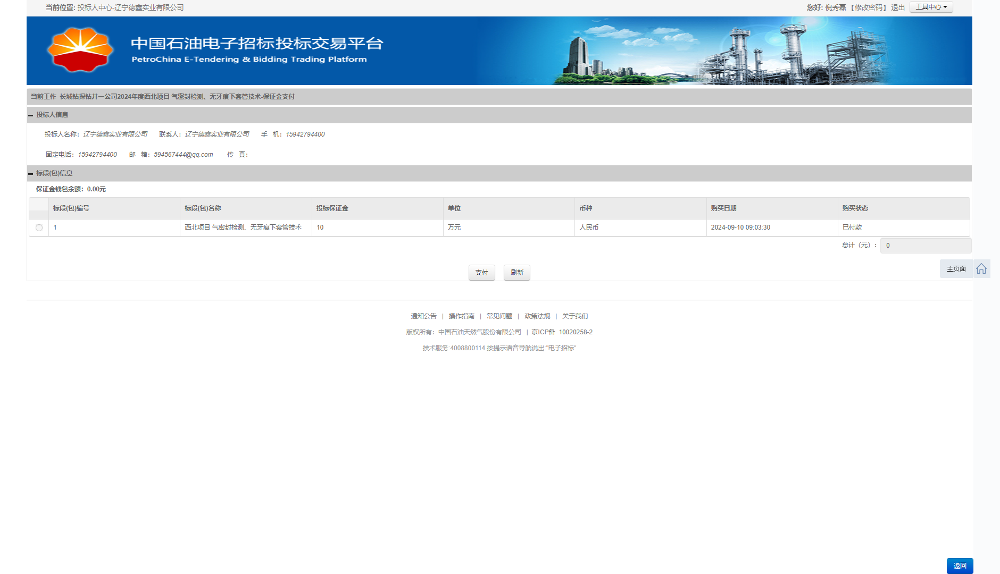 当前位置: 投标人中心-辽宁德鑫实业有限公司
您好: 倪秀磊 【修改密码】 退出 工具中心
中国石油电子招标投标交易平台
PetroChina E-Tendering & Bidding Trading Platform
当前工作 长城钻探钻井一公司2024年度西北项目 气密封检测、无牙痕下套管技术-保证金支付
投标人信息
投标人名称: 辽宁德鑫实业有限公司 联系人: 辽宁德鑫实业有限公司 手 机: 15942794400
固定电话: 15942794400 邮 箱: 594567444@qq.com 传 真:
标段(包)信息
保证金钱包余额: 0.00元
标段(包)编号 标段(包)名称 投标保证金 单位 币种 购买日期 购买状态
1 西北项目 气密封检测、无牙痕下套管技术 10 万元 人民币 2024-09-10 09:03:30 已付款
总计（元）: 0
支付 刷新
主页面
通知公告 | 操作指南 | 常见问题 | 政策法规 | 关于我们
版权所有: 中国石油天然气股份有限公司 | 京ICP备 10020258-2
技术服务:4008800114 按提示语音导航说出:"电子招标"
返回